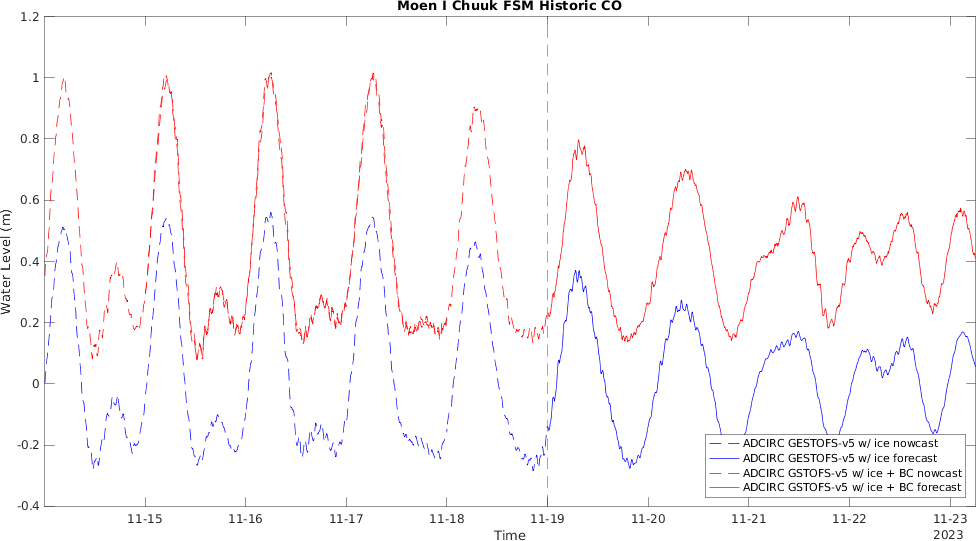 Moen I Chuuk FSM Historic CO
1.2
1
0.8
0.6
0.4
0.2
0
-0.2
-0.4
Water Level (m)
ADCIRC GESTOFS-v5 w/ ice nowcast
ADCIRC GESTOFS-v5 w/ ice forecast
ADCIRC GSTOFS-v5 w/ ice + BC nowcast
ADCIRC GSTOFS-v5 w/ ice + BC forecast
11-15 11-16 11-17 11-18 11-19 11-20 11-21 11-22 11-23
Time 2023